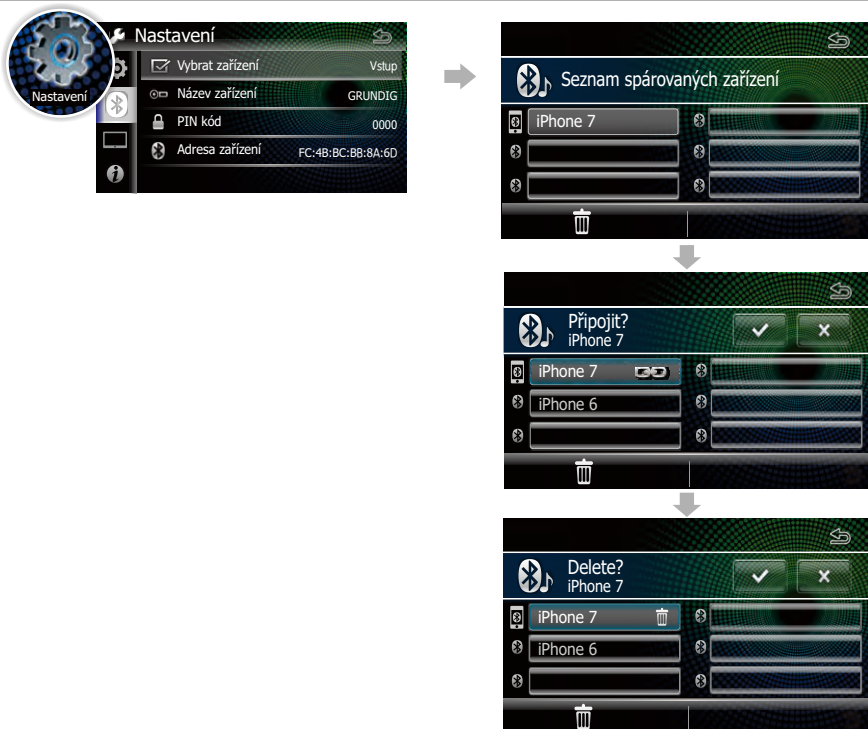 Nastavení
Nastavení
Vybrat zařízení Vstup
Název zařízení GRUNDIG
PIN kód 0000
Adresa zařízení FC:4B:BC:BB:8A:6D
Seznam spárovaných zařízení
iPhone 7
Připojit?
iPhone 7
iPhone 7
iPhone 6
Delete?
iPhone 7
iPhone 7
iPhone 6